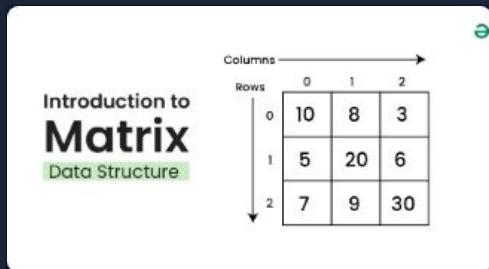 Columns
Rows 0 1 2
Introduction to
Matrix
Data Structure
0 10 8 3
1 5 20 6
2 7 9 30